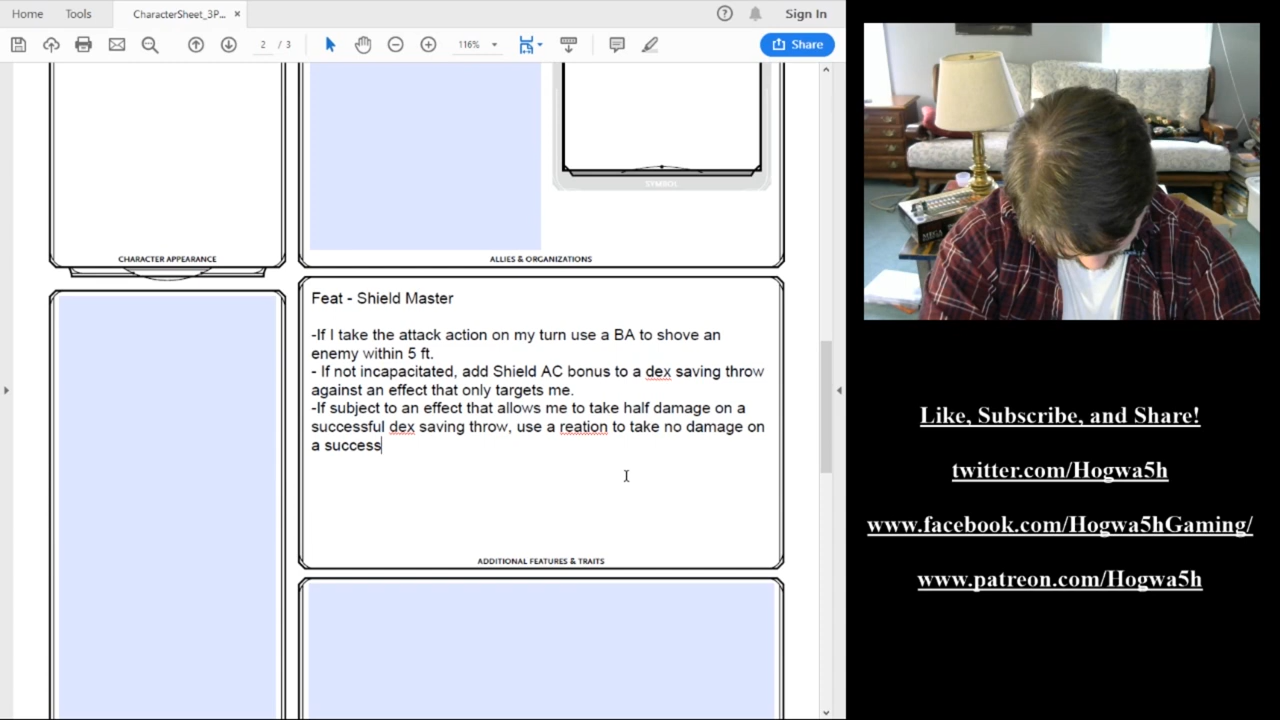 Home Tools CharacterSheet_3P... × Sign In
2 / 3 116% Share
SYMBOL
CHARACTER APPEARANCE
ALLIES & ORGANIZATIONS
Feat - Shield Master
-If I take the attack action on my turn use a BA to shove an
enemy within 5 ft.
- If not incapacitated, add Shield AC bonus to a dex saving throw
against an effect that only targets me.
-If subject to an effect that allows me to take half damage on a
successful dex saving throw, use a reation to take no damage on
a success
ADDITIONAL FEATURES & TRAITS
Like, Subscribe, and Share!
twitter.com/Hogwa5h
www.facebook.com/Hogwa5hGaming/
www.patreon.com/Hogwa5h